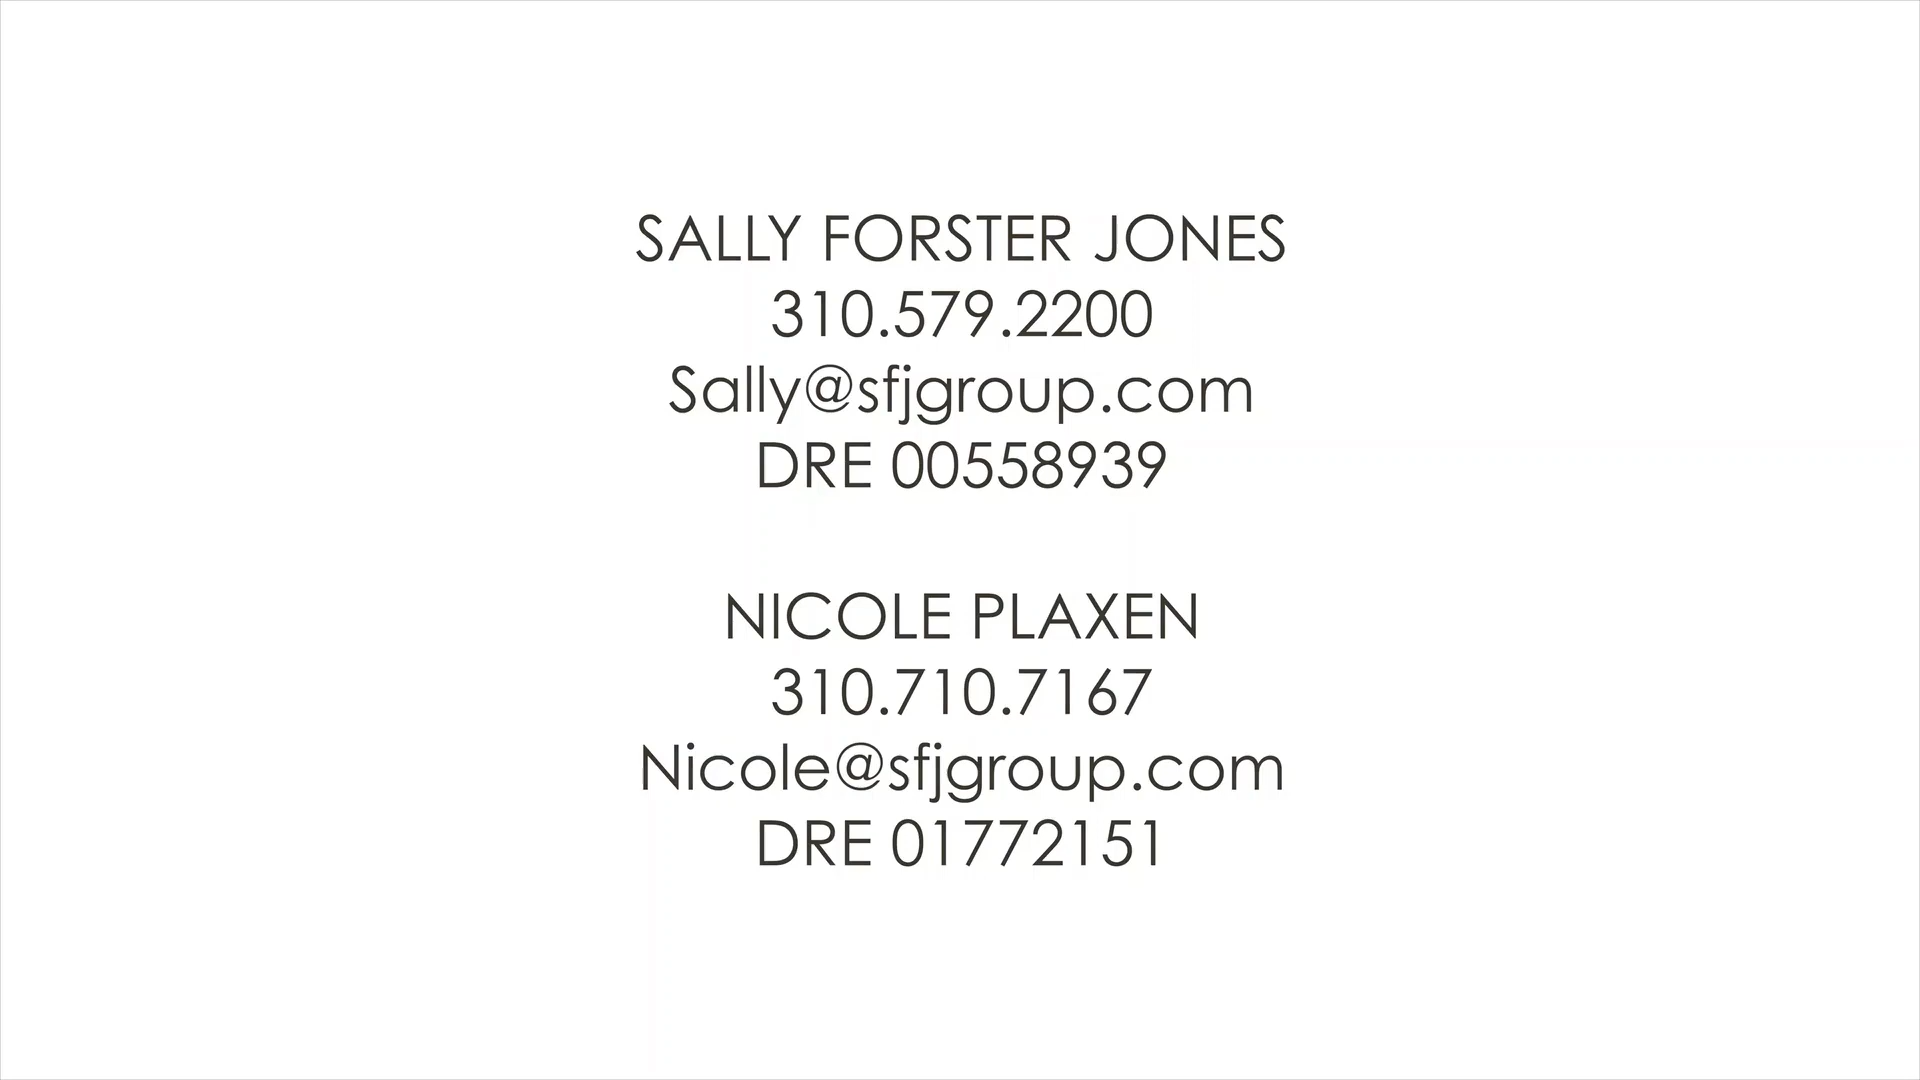 SALLY FORSTER JONES
310.579.2200
Sally@sfjgroup.com
DRE 00558939
NICOLE PLAXEN
310.710.7167
Nicole@sfjgroup.com
DRE 01772151